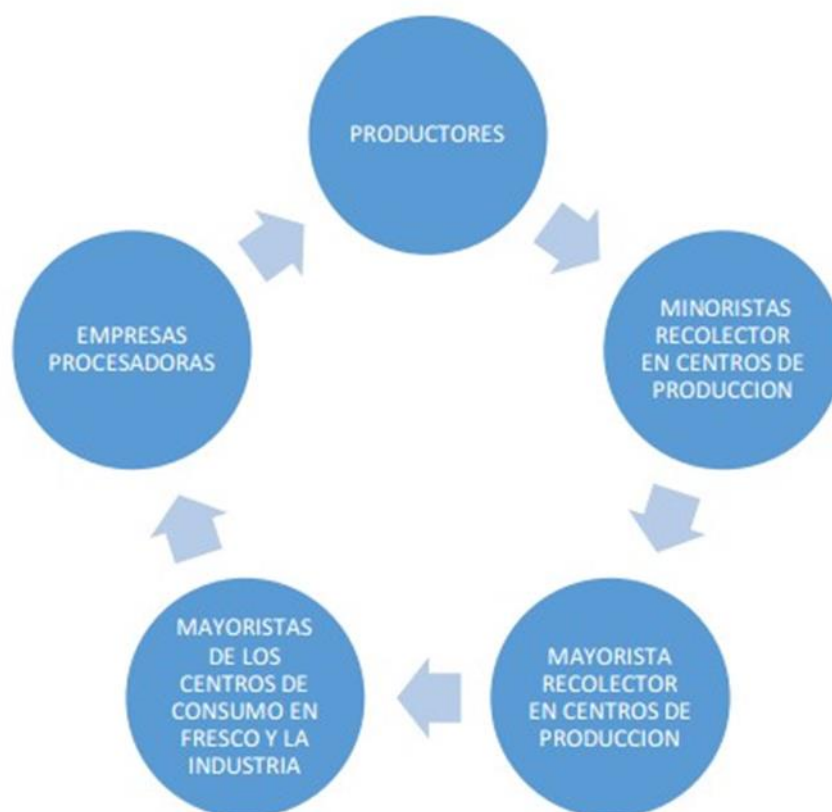 PRODUCTORES
MINORISTAS
RECOLECTOR
EN CENTROS DE
PRODUCCION
MAYORISTA
RECOLECTOR
EN CENTROS DE
PRODUCCION
MAYORISTAS
DE LOS
CENTROS DE
CONSUMO EN
FRESCO Y LA
INDUSTRIA
EMPRESAS
PROCESADORAS